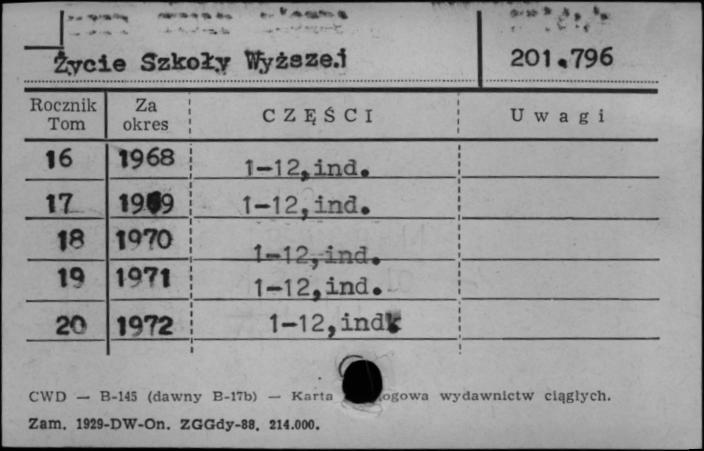 Życie Szkoły Wyższej 201.796
Rocznik Tom Za okres CZĘŚCI Uwagi
16 1968 1-12,ind.
17 1969 1-12,ind.
18 1970 1-12,ind.
19 1971 1-12,ind.
20 1972 1-12,ind
CWD — B-145 (dawny B-17b) — Karta wydawnictw ciągłych.
Zam. 1929-DW-On. ZGGdy-88. 214.000.